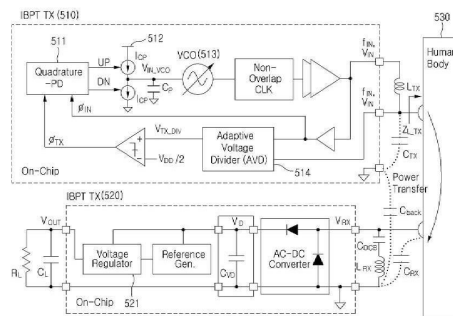 IBPT TX (510)
530
Human
Body
511
512
UP
DN
I_CP
I_CP
Quadrature
-PD
V_IN_VCO
C_P
VCO (513)
Non-
Overlap
CLK
f_IN,
V_IN
f_IN,
V_IN
L_TX
Z_L_TX
C_TX
ø_IN
ø_TX
V_TX_DIV
V_DD/2
Adaptive
Voltage
Divider (AVD)
514
On-Chip
Power
Transfer
C_back
IBPT TX(520)
V_OUT
R_L
C_L
Voltage
Regulator
521
Reference
Gen.
V_D
C_VD
AC-DC
Converter
V_RX
C_DCB
L_RX
C_RX
On-Chip